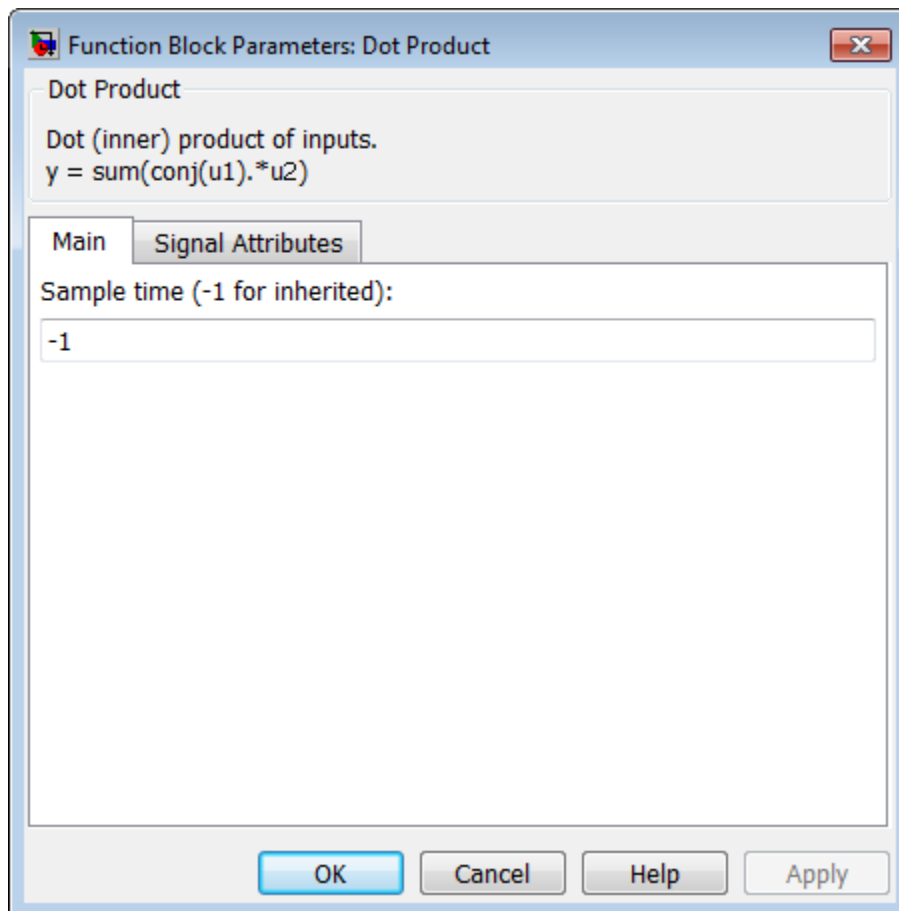 Function Block Parameters: Dot Product
Dot Product
Dot (inner) product of inputs.
y = sum(conj(u1).*u2)
Main Signal Attributes
Sample time (-1 for inherited):
-1
OK Cancel Help Apply